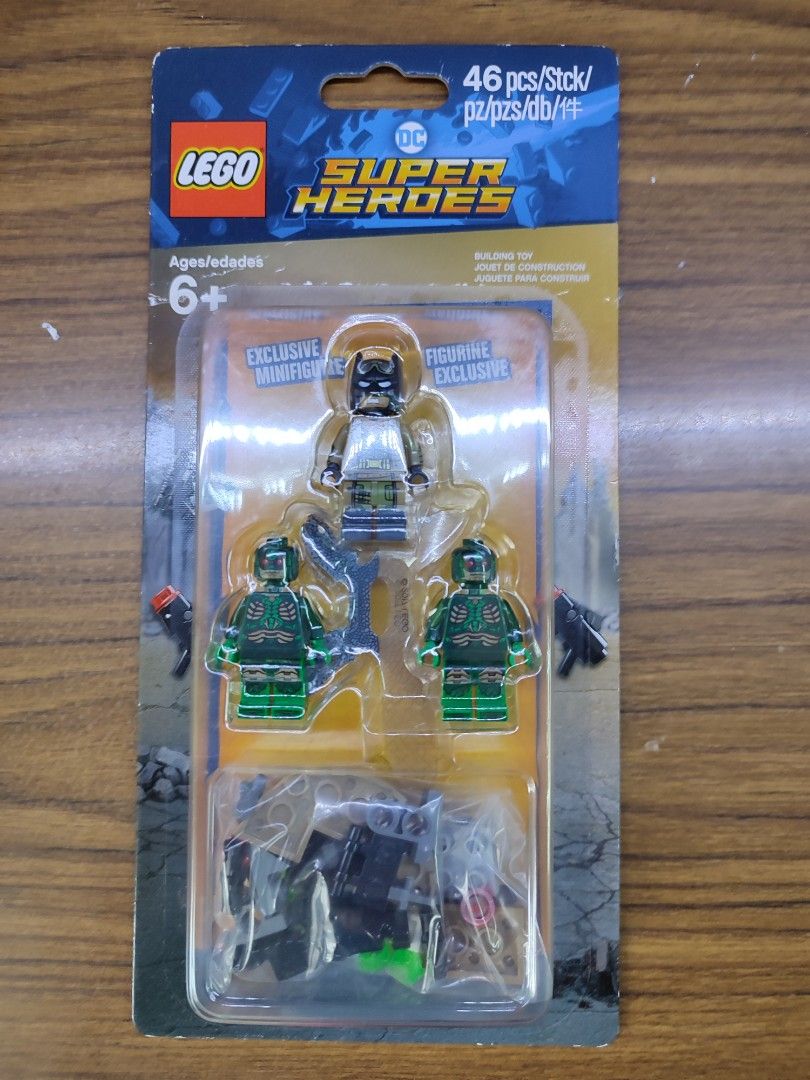 46 pcs/Stck/
pz/pzs/db/件
DC
LEGO
SUPER
HEROES
Ages/edades
6+
BUILDING TOY
JOUET DE CONSTRUCTION
JUGUETE PARA CONSTRUIR
EXCLUSIVE
MINIFIGURE
FIGURINE
EXCLUSIVE